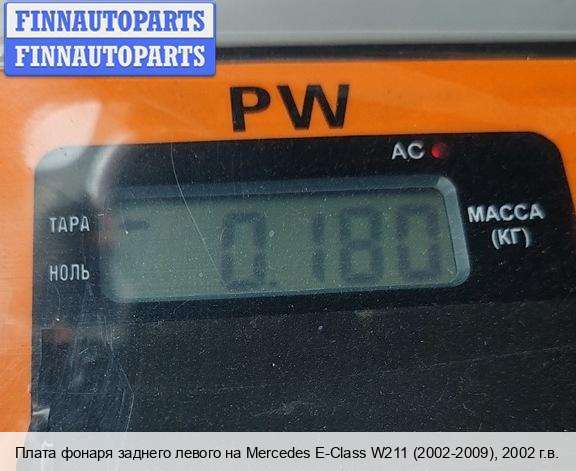 FINNAUTOPARTS
FINNAUTOPARTS
PW
AC
ТАРА
0.180
МАССА
(КГ)
НОЛЬ
Плата фонаря заднего левого на Mercedes E-Class W211 (2002-2009), 2002 г.в.